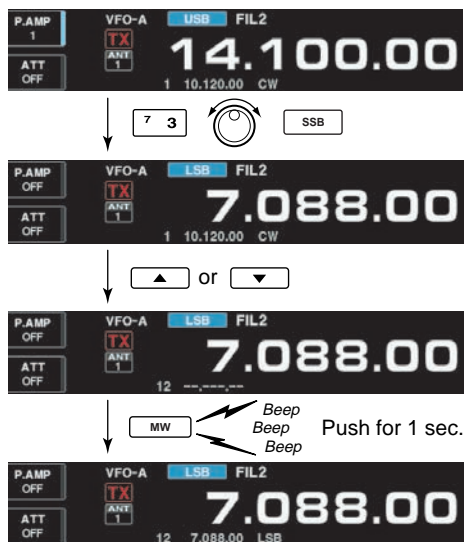 P.AMP VFO-A USB FIL2
1 TX 14.100.00
ATT ANT
OFF 1
1 10.120.00 CW
7 3 SSB
P.AMP VFO-A LSB FIL2
OFF TX 7.088.00
ATT ANT
OFF 1
1 10.120.00 CW
▲ or ▼
P.AMP VFO-A LSB FIL2
OFF TX 7.088.00
ATT ANT
OFF 1
12 --.---.--
Beep
MW Beep Push for 1 sec.
Beep
P.AMP VFO-A LSB FIL2
OFF TX 7.088.00
ATT ANT
OFF 1
12 7.088.00 LSB